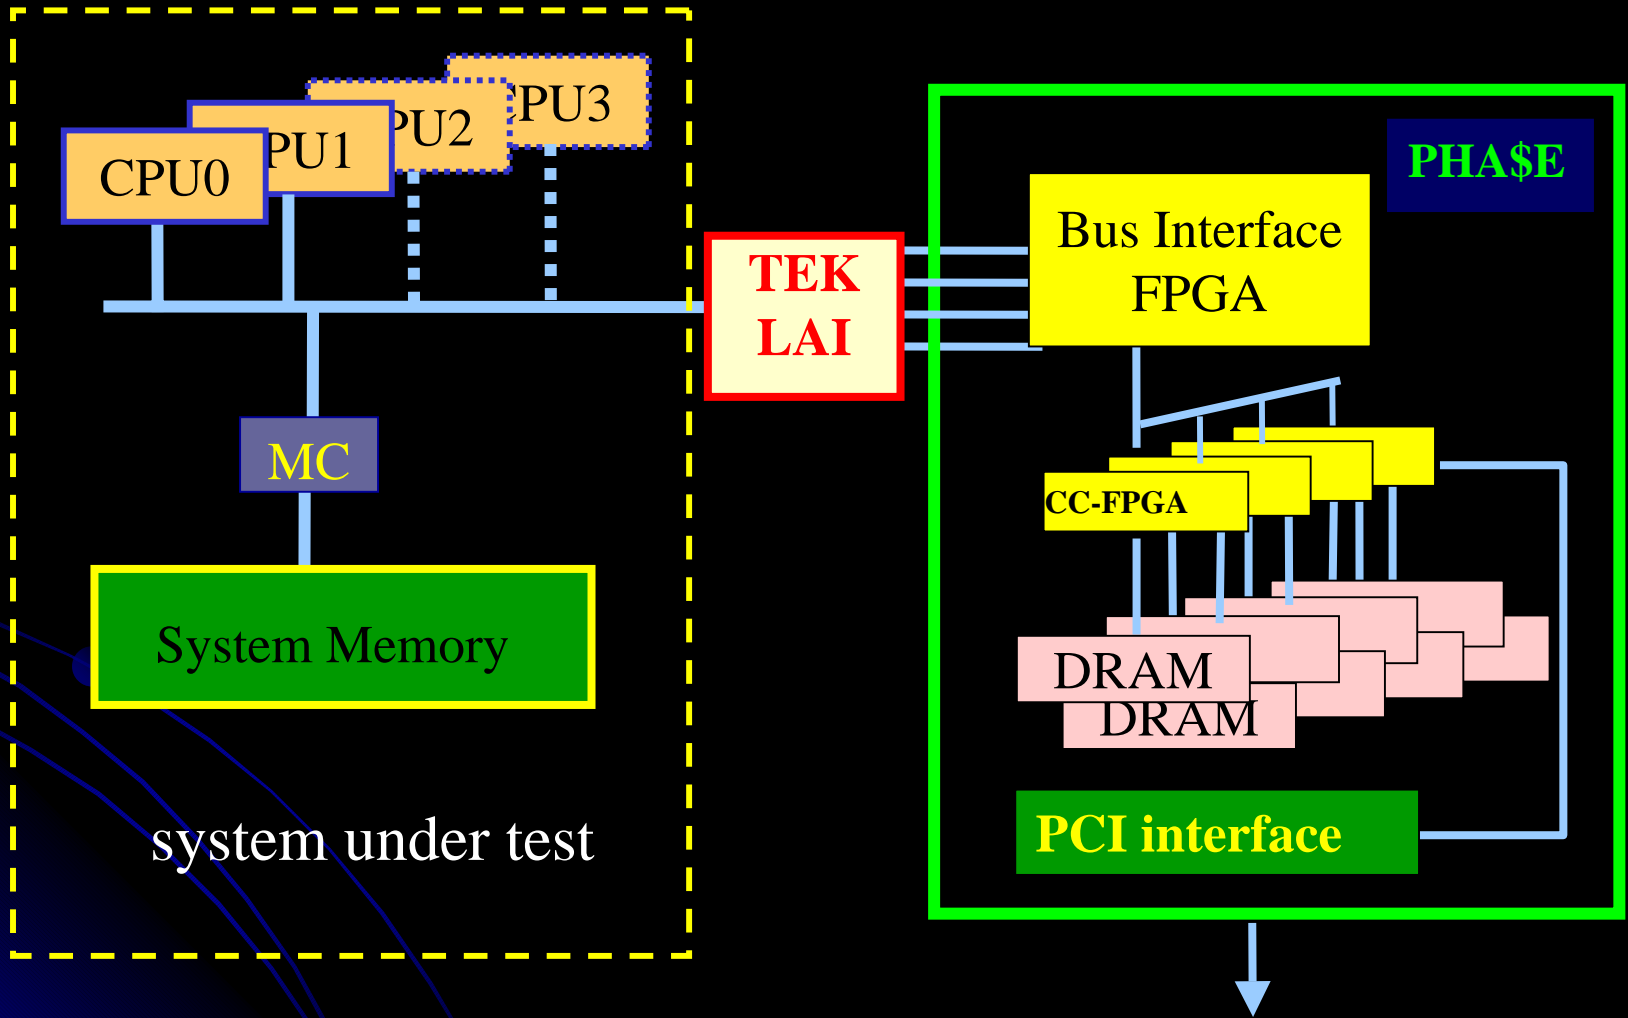 CPU0
PU1
PU2
CPU3
TEK
LAI
MC
System Memory
system under test
PHA$E
Bus Interface
FPGA
CC-FPGA
DRAM
DRAM
PCI interface